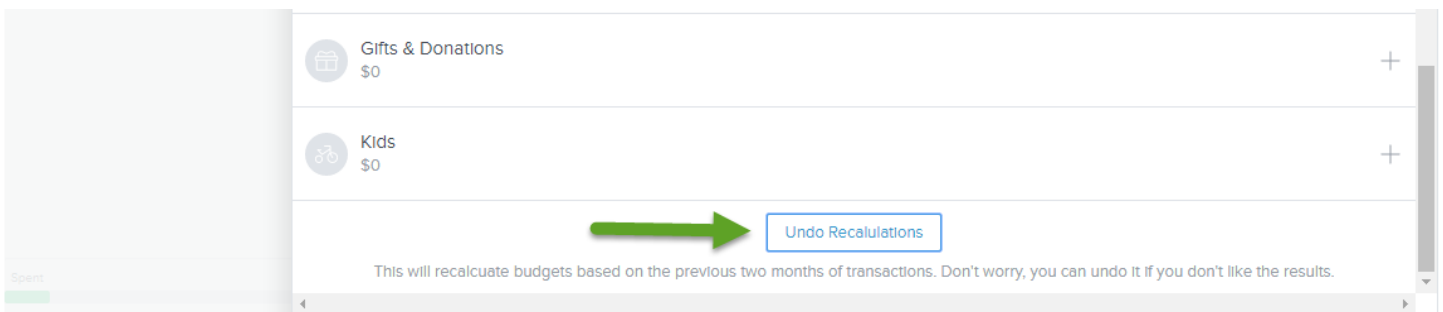 Gifts & Donations
$0
Kids
$0
Undo Recalulations
This will recalcuate budgets based on the previous two months of transactions. Don't worry, you can undo it if you don't like the results.
Spent